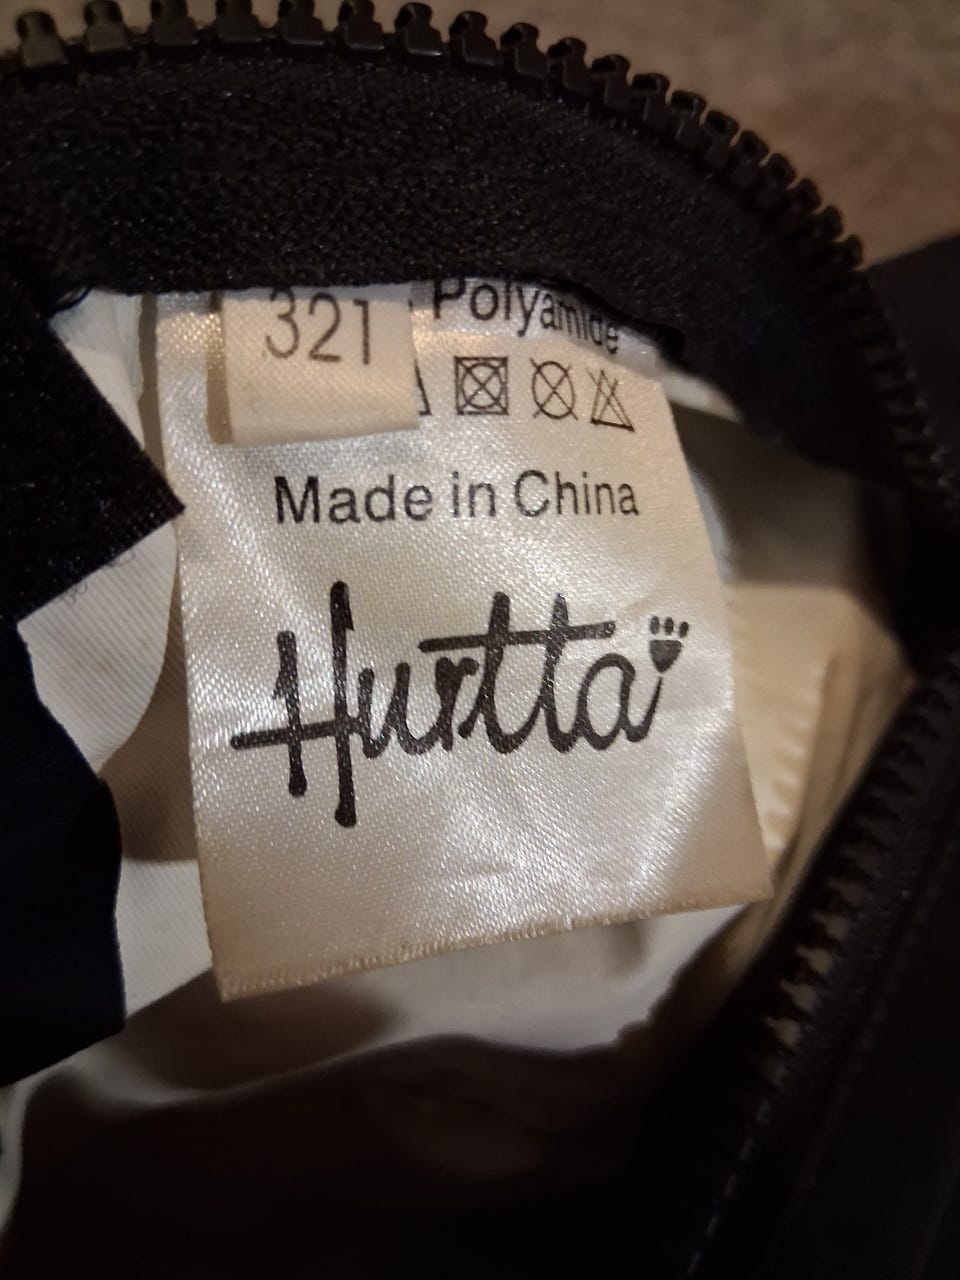 321
Polyamide
Made in China
Hurtta